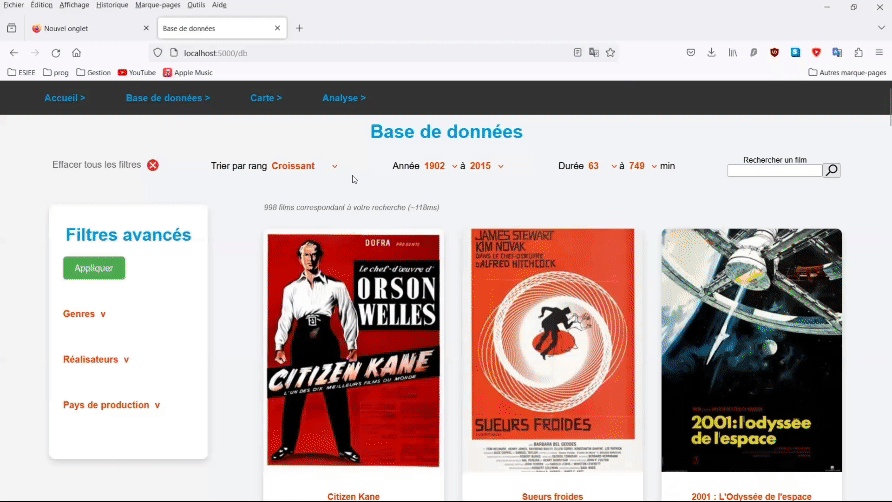 Fichier Édition Affichage Historique Marque-pages Outils Aide
Nouvel onglet
Base de données
localhost:5000/db
ESIEE prog Gestion YouTube Apple Music Autres marque-pages
Accueil > Base de données > Carte > Analyse >
Base de données
Effacer tous les filtres
Trier par rang Croissant
Année 1902 à 2015
Durée 63 à 749 min
Rechercher un film
998 films correspondant à votre recherche (~118ms)
Filtres avancés
Appliquer
Genres v
Réalisateurs v
Pays de production v
DOFRA PRÉSENTE
Le chef-d'œuvre d'
ORSON
WELLES
CITIZEN KANE
L'UN DES DIX MEILLEURS FILMS DU MONDE
Citizen Kane
JAMES STEWART
KIM NOVAK
DANS LE CHEF-D'ŒUVRE
D'ALFRED HITCHCOCK
SUEURS FROIDES
BARBARA BEL GEDDES
Sueurs froides
2001: l'odyssée
de l'espace
2001 : L'Odyssée de l'espace